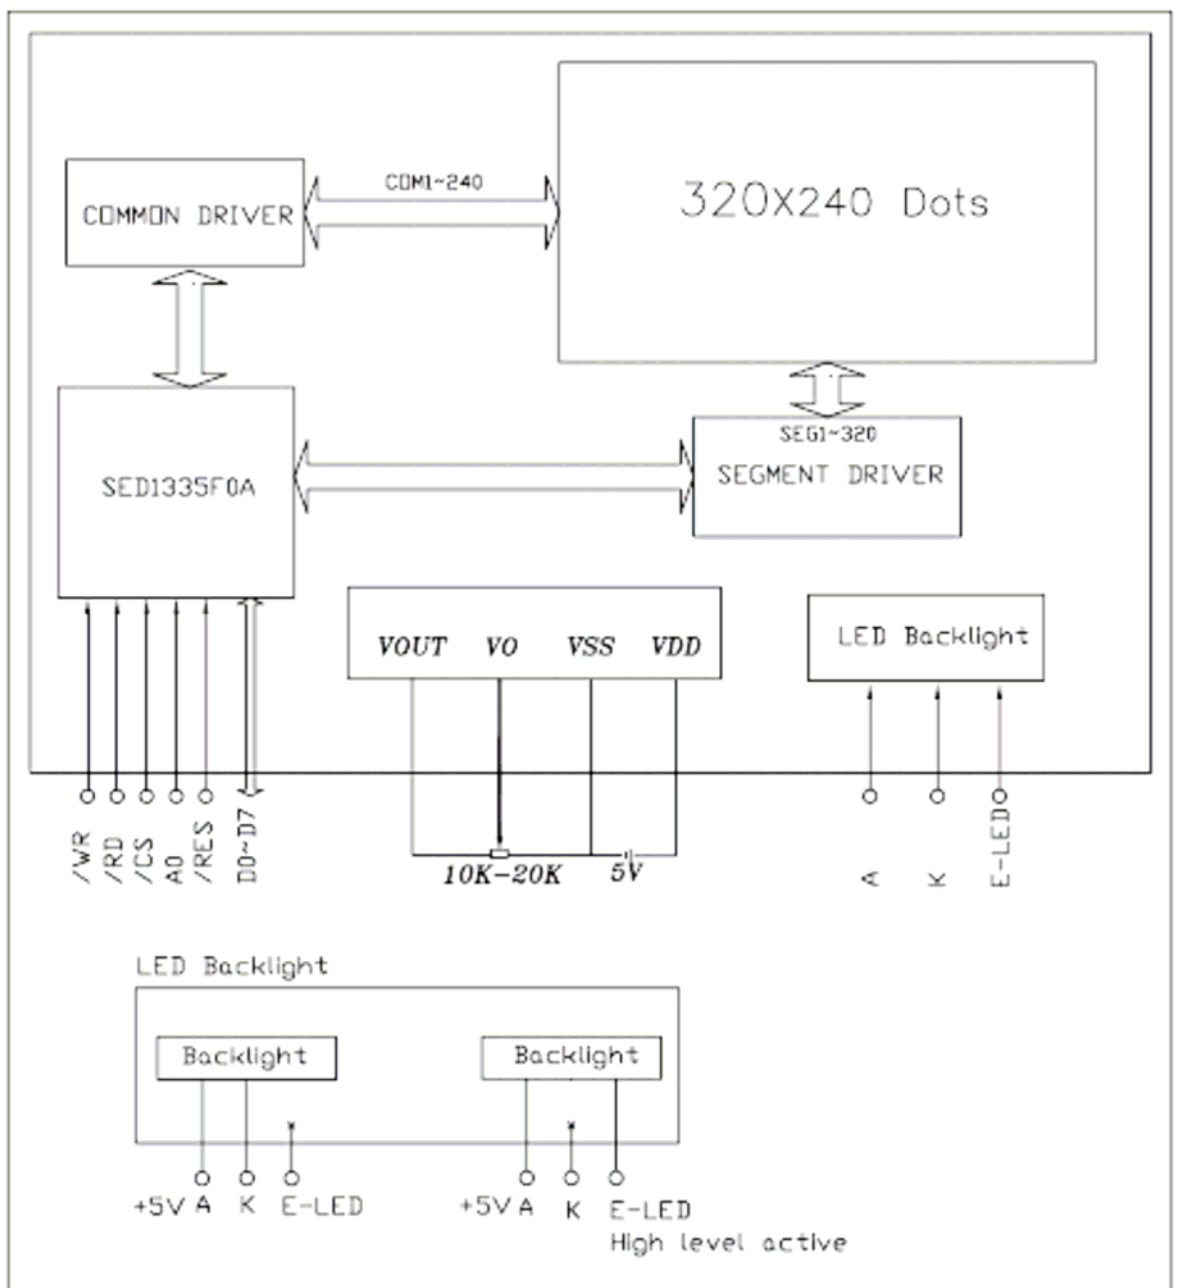 COM1~240
320X240 Dots
COMMON DRIVER
SEG1~320
SEGMENT DRIVER
SED1335F0A
VOUT VO VSS VDD
LED Backlight
/WR
/RD
/CS
A0
/RES
D0~D7
10K-20K
5V
A
K
E-LED
LED Backlight
Backlight
Backlight
+5V A K E-LED
+5V A K E-LED
High level active